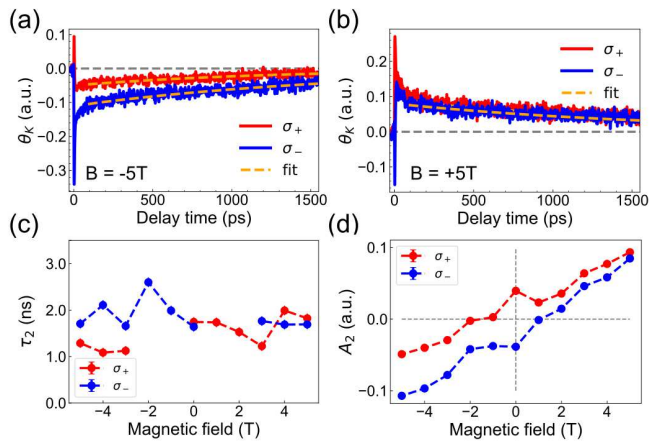 (a)
0.1
0.0
−0.1
−0.2
−0.3
θK (a.u.)
σ+
σ−
fit
B = -5T
0 500 1000 1500
Delay time (ps)
(b)
0.2
0.1
0.0
0.1
θK (a.u.)
σ+
σ−
fit
B = +5T
0 500 1000 1500
Delay time (ps)
(c)
4.0
3.0
2.0
1.0
0.0
τ2 (ns)
σ+
σ−
−4 −2 0 2 4
Magnetic field (T)
(d)
0.1
0.0
−0.1
A2 (a.u.)
σ+
σ−
−4 −2 0 2 4
Magnetic field (T)